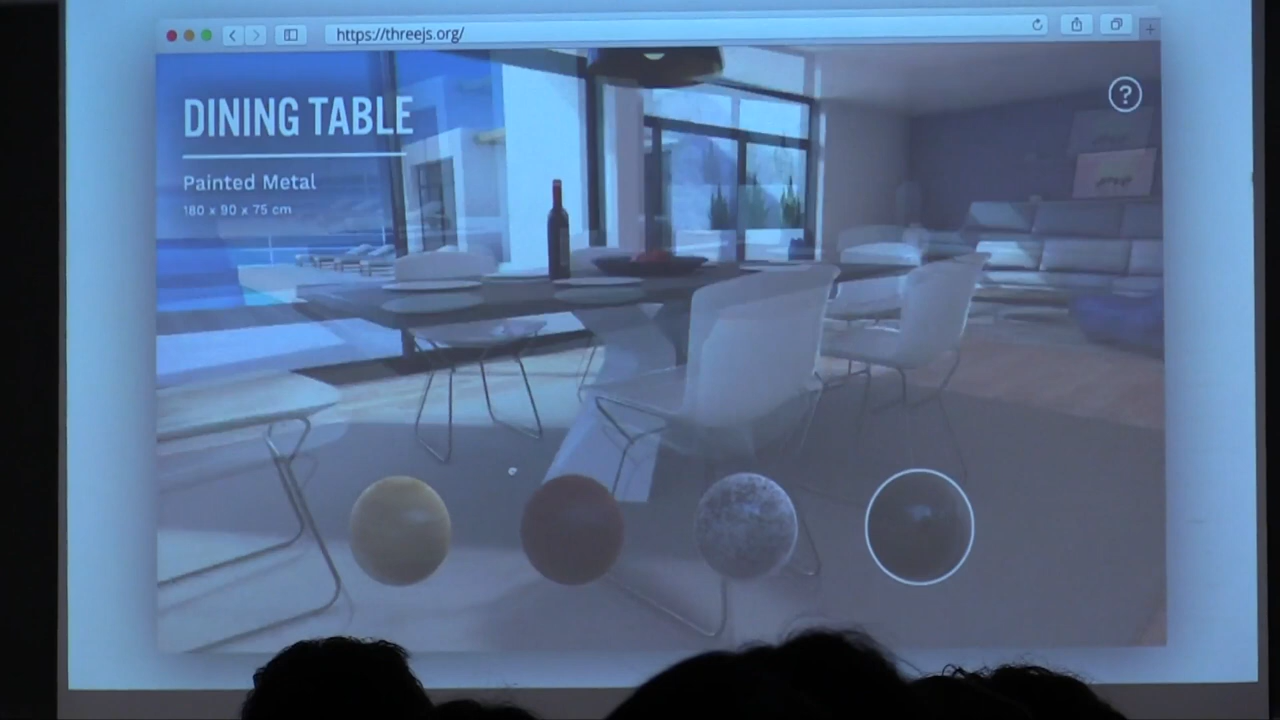 https://threejs.org/
DINING TABLE
?
Painted Metal
180 x 90 x 75 cm